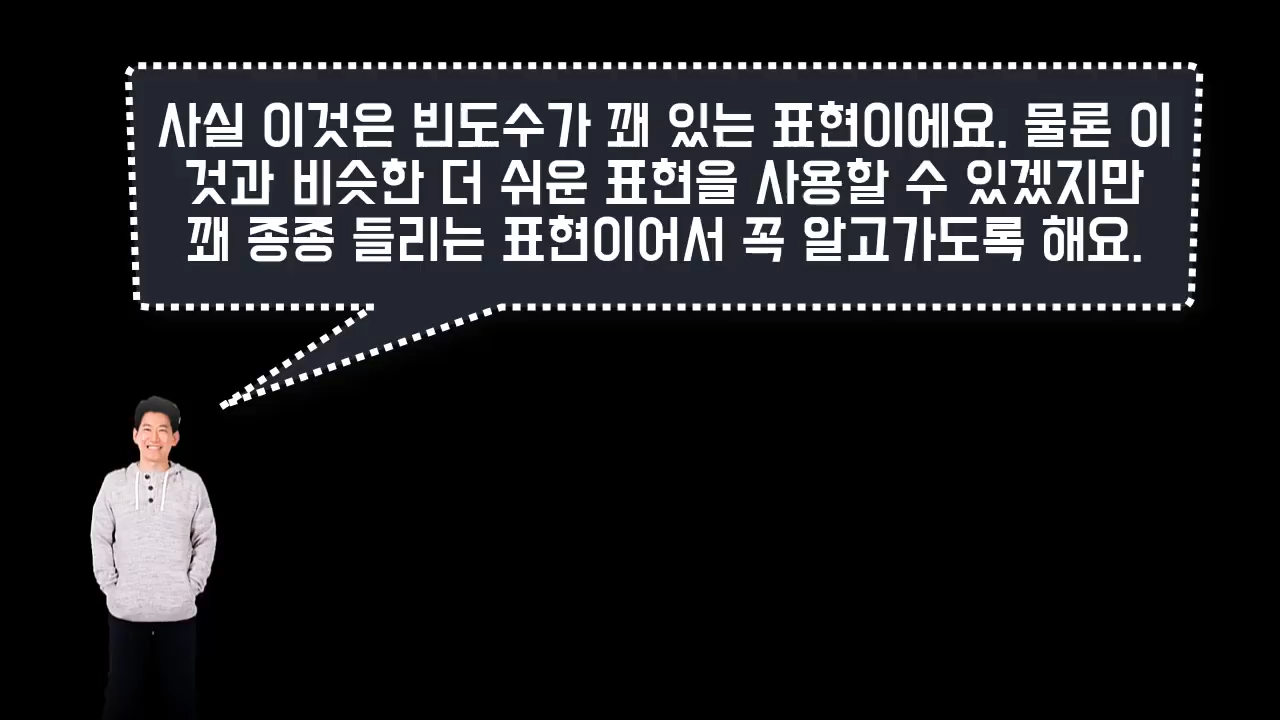 사실 이것은 빈도수가 꽤 있는 표현이에요. 물론 이
것과 비슷한 더 쉬운 표현을 사용할 수 있겠지만
꽤 종종 들리는 표현이어서 꼭 알고가도록 해요.